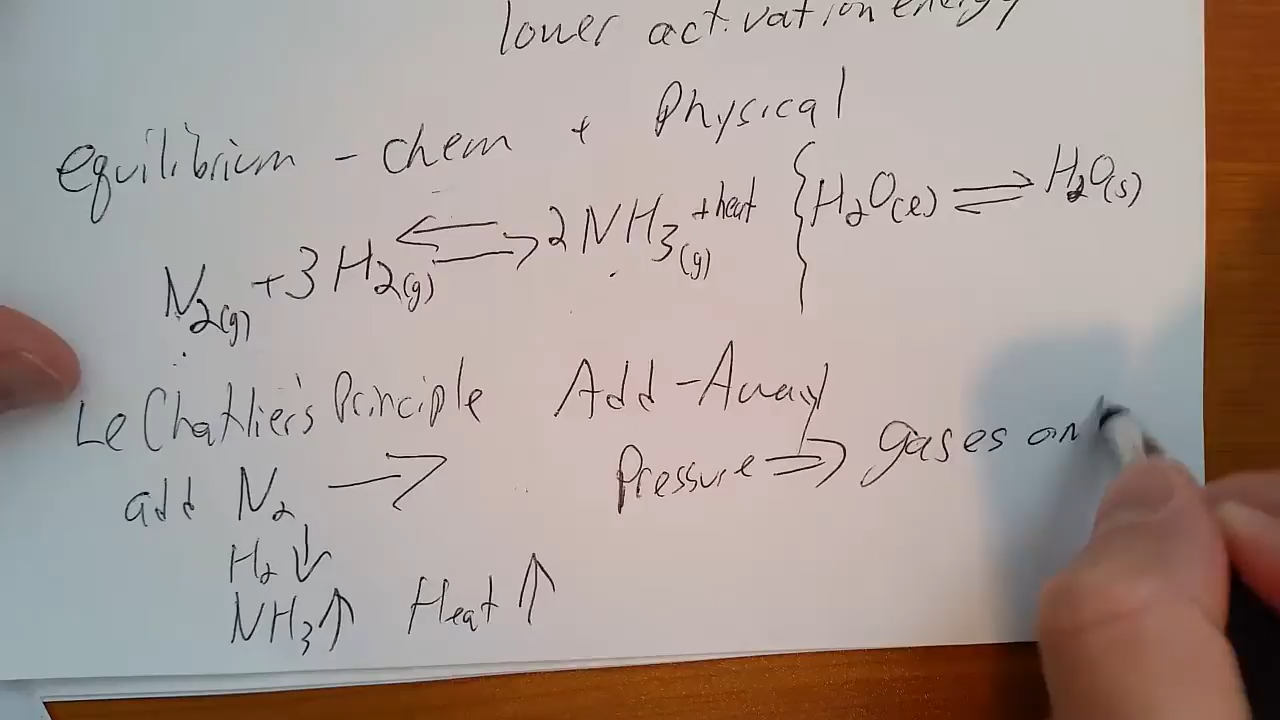 lower activation energy
equilibrium - chem + Physical
N2(g) + 3H2(g) ⇌ 2NH3(g) + heat { H2O(l) ⇌ H2O(s)
Le Chatlier's Principle Add-Away
add N2 → Pressure ⇒ gases on
H2 ↓
NH3 ↑ Heat ↑